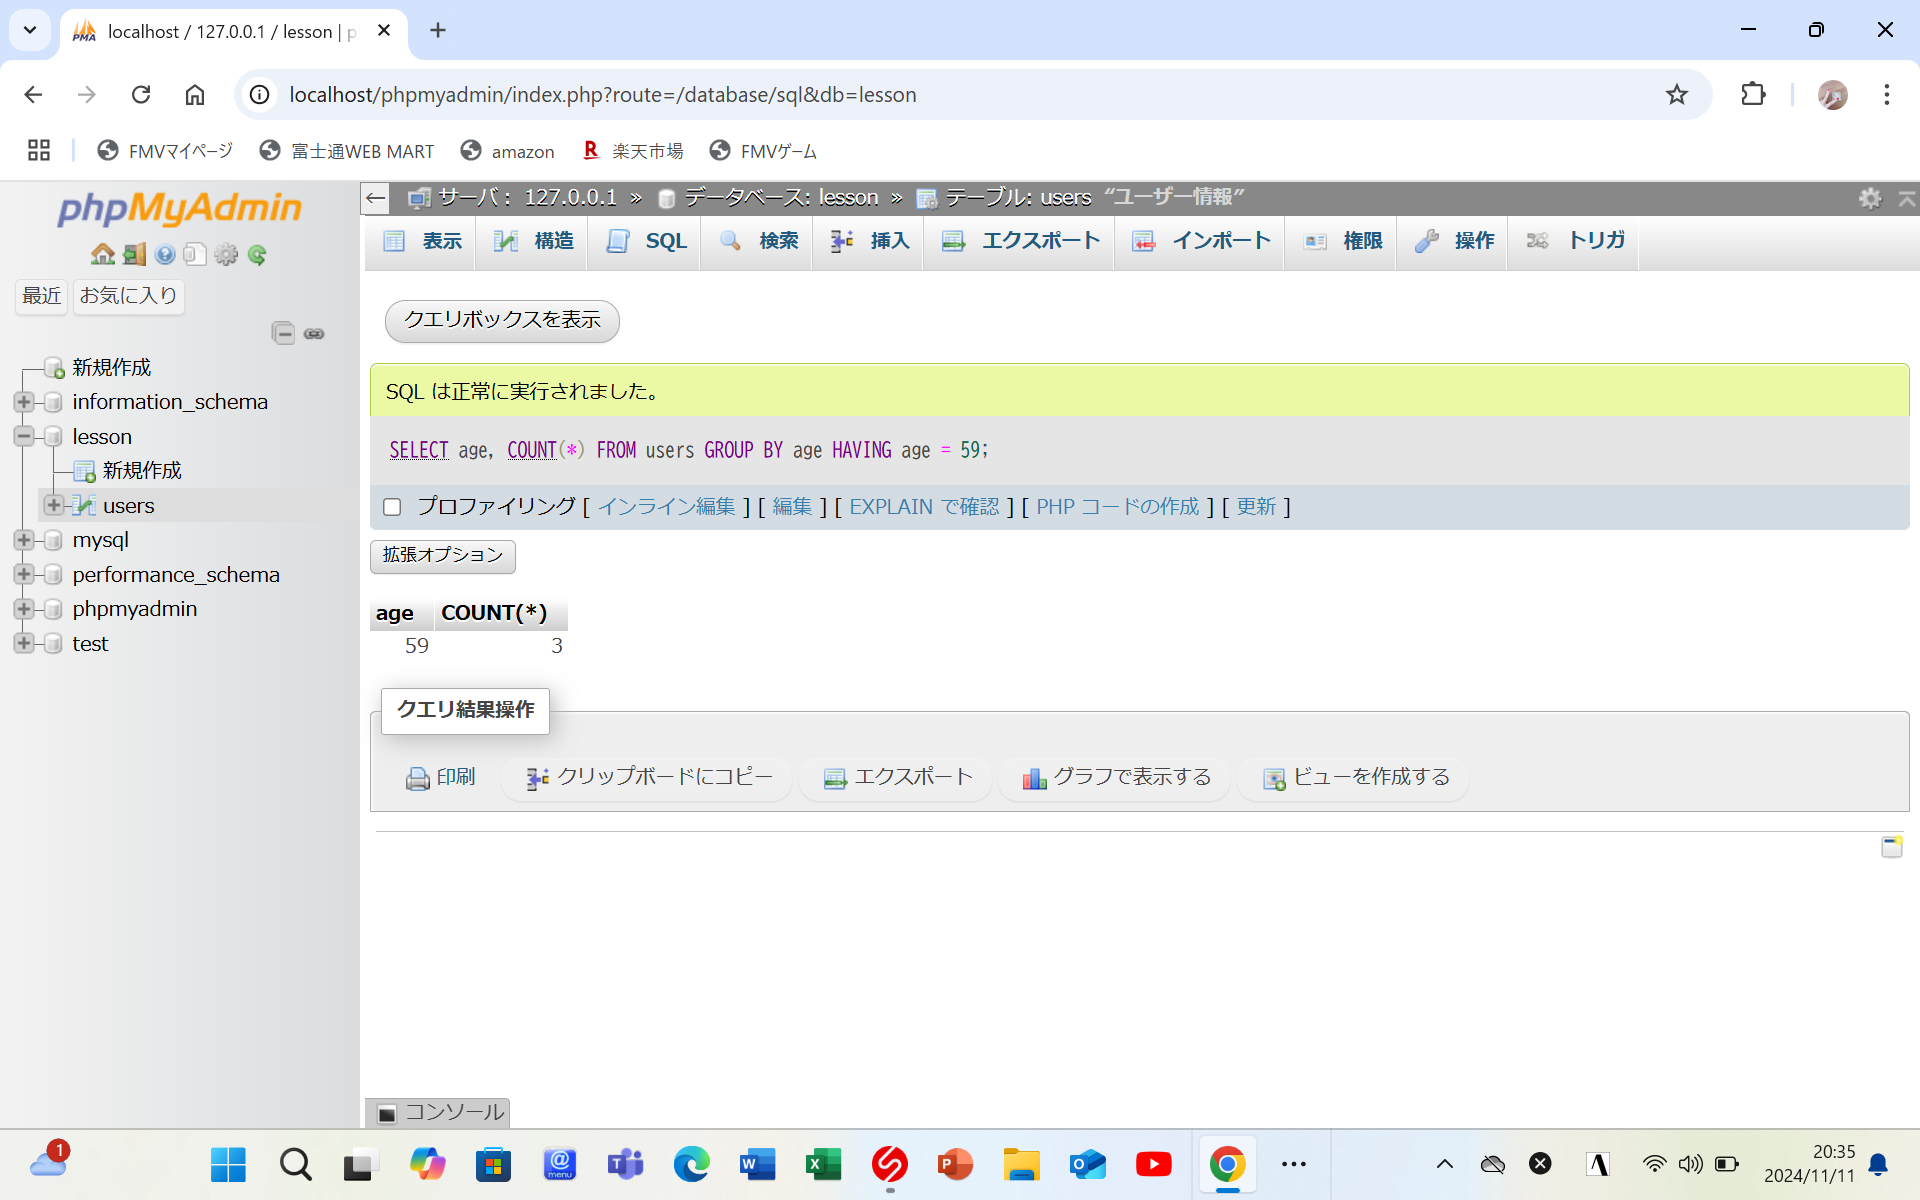 localhost / 127.0.0.1 / lesson | p
localhost/phpmyadmin/index.php?route=/database/sql&db=lesson
FMVマイページ
富士通WEB MART
amazon
R 楽天市場
FMVゲーム
phpMyAdmin
最近
お気に入り
新規作成
information_schema
lesson
新規作成
users
mysql
performance_schema
phpmyadmin
test
サーバ: 127.0.0.1 » データベース: lesson » テーブル: users “ユーザー情報”
表示
構造
SQL
検索
挿入
エクスポート
インポート
権限
操作
トリガ
クエリボックスを表示
SQL は正常に実行されました。
SELECT age, COUNT(*) FROM users GROUP BY age HAVING age = 59;
プロファイリング [ インライン編集 ] [ 編集 ] [ EXPLAIN で確認 ] [ PHP コードの作成 ] [ 更新 ]
拡張オプション
age COUNT(*)
59 3
クエリ結果操作
印刷
クリップボードにコピー
エクスポート
グラフで表示する
ビューを作成する
コンソール
1
@ menu
20:35
2024/11/11